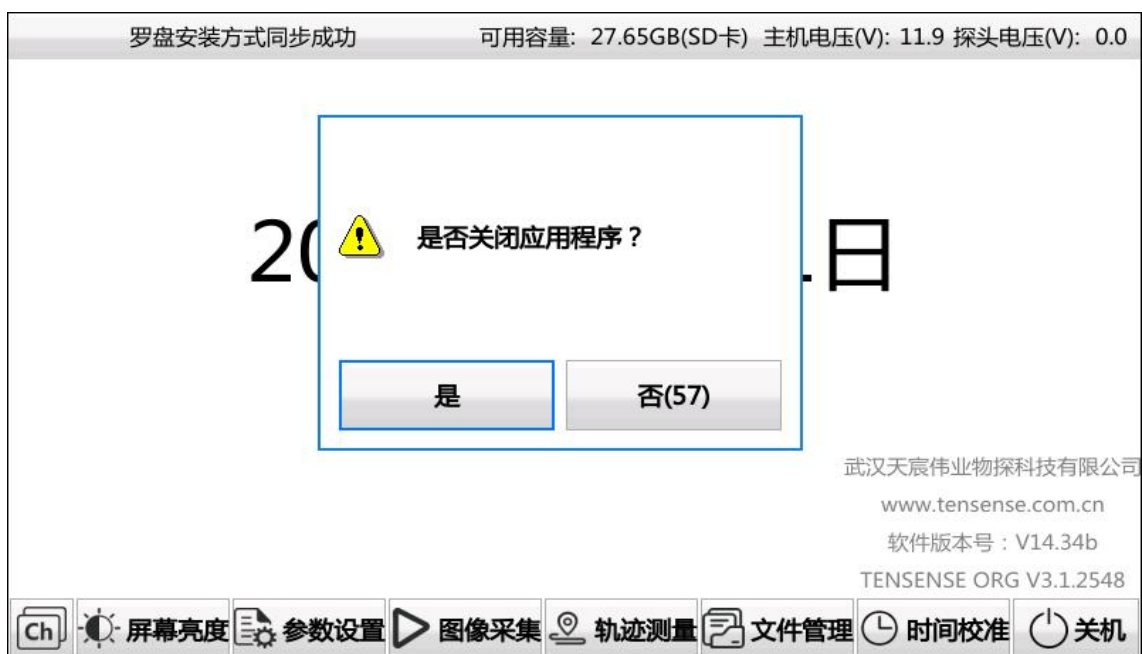 罗盘安装方式同步成功 可用容量: 27.65GB(SD卡) 主机电压(V): 11.9 探头电压(V): 0.0
是否关闭应用程序？
日
是 否(57)
武汉天宸伟业物探科技有限公司
www.tensense.com.cn
软件版本号：V14.34b
TENSENSE ORG V3.1.2548
Ch 屏幕亮度 参数设置 图像采集 轨迹测量 文件管理 时间校准 关机